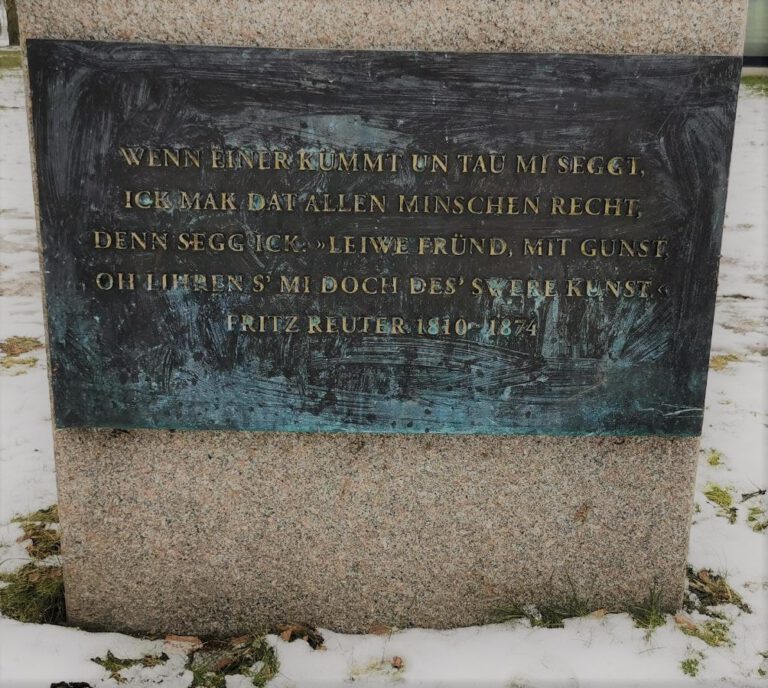 WENN EINER KÜMMT UN TAU MI SEGGT,
ICK MAK DAT ALLEN MINSCHEN RECHT,
DENN SEGG ICK: »LEIWE FRÜND, MIT GUNST,
OH LIHREN S' MI DOCH DES' SWERE KUNST.«
FRITZ REUTER 1810 - 1874